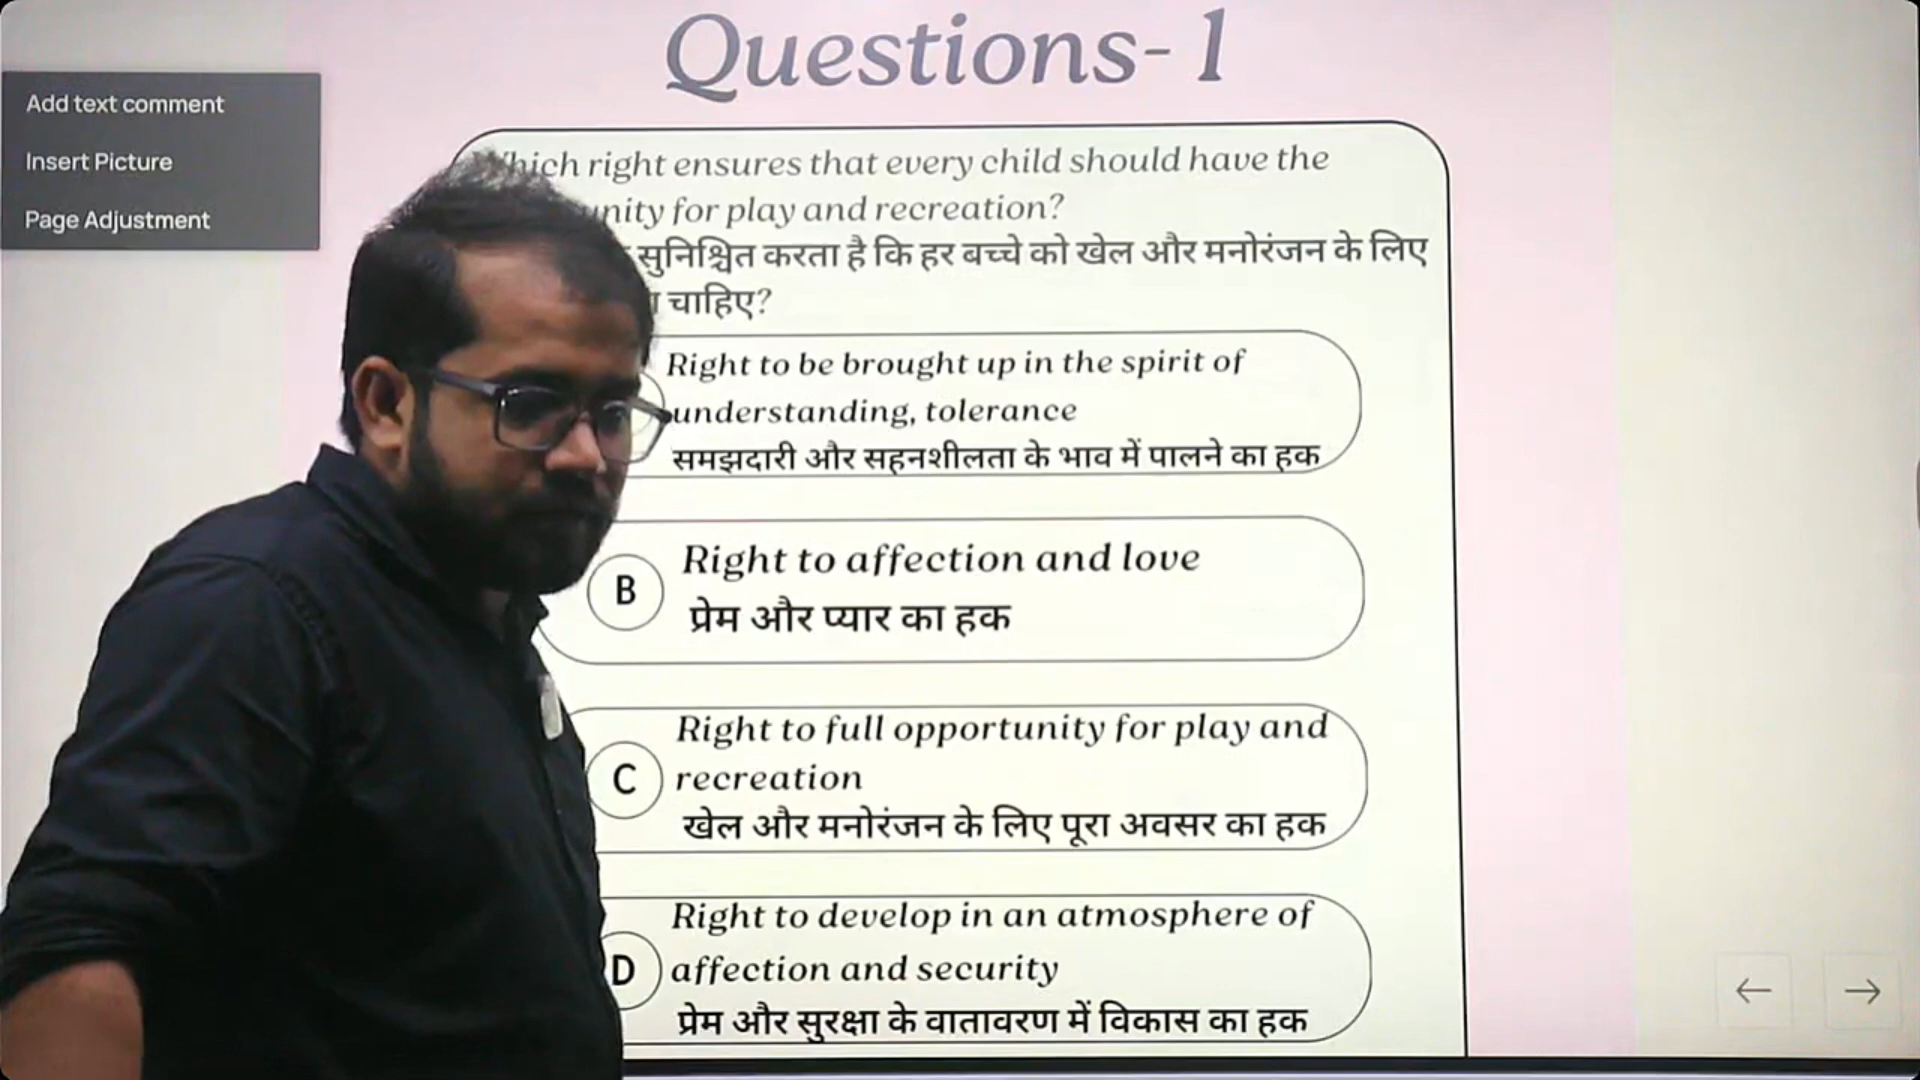 Questions- 1
Add text comment
Insert Picture
Page Adjustment
right ensures that every child should have the
for play and recreation?
सुनिश्चित करता है कि हर बच्चे को खेल और मनोरंजन के लिए
चाहिए?
Right to be brought up in the spirit of
understanding, tolerance
समझदारी और सहनशीलता के भाव में पालने का हक
B
Right to affection and love
प्रेम और प्यार का हक
C
Right to full opportunity for play and
recreation
खेल और मनोरंजन के लिए पूरा अवसर का हक
D
Right to develop in an atmosphere of
affection and security
प्रेम और सुरक्षा के वातावरण में विकास का हक